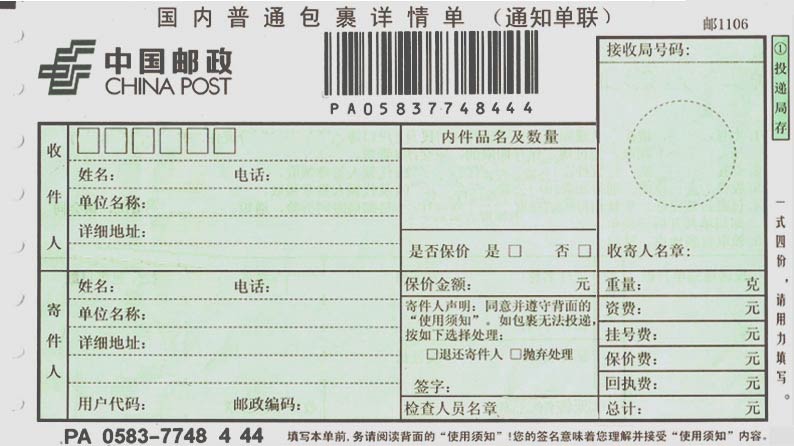 国内普通包裹详情单（通知单联）
邮1106
中国邮政
CHINA POST
PA05837748444
接收局号码：
①投递局存
收件人
姓名： 电话：
单位名称：
详细地址：
内件品名及数量
是否保价 是 □ 否 □
收寄人名章：
寄件人
姓名： 电话：
单位名称：
详细地址：
用户代码： 邮政编码：
保价金额： 元
寄件人声明：同意并遵守背面的
“使用须知”。如包裹无法投递，
按如下选择处理：
□退还寄件人 □抛弃处理
签字：
检查人员名章
重量： 克
资费： 元
挂号费： 元
保价费： 元
回执费： 元
总计： 元
一式四份，请用力填写。
PA 0583-7748 4 44
填写本单前,务请阅读背面的“使用须知”!您的签名意味着您理解并接受“使用须知”内容.